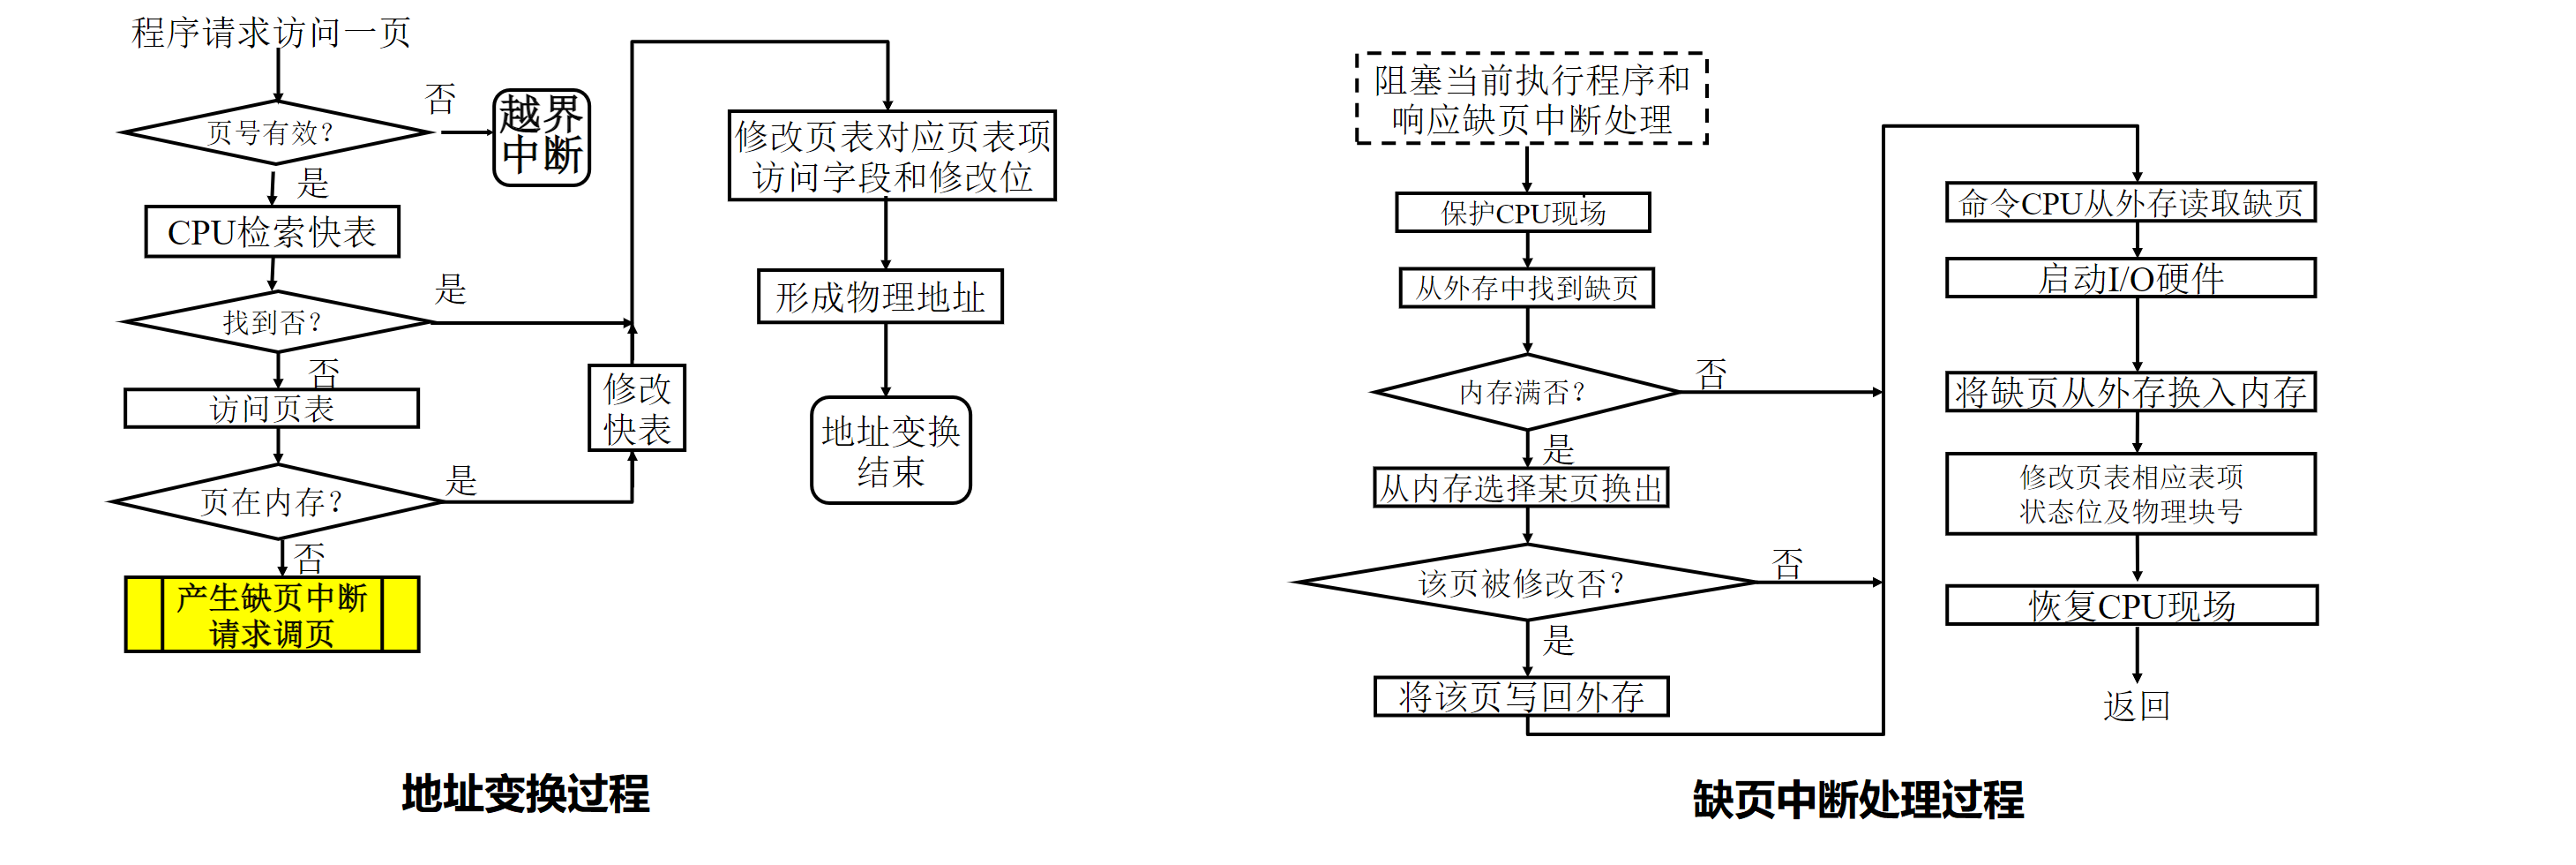 程序请求访问一页
页号有效?
否
越界
中断
是
CPU检索快表
找到否?
是
否
访问页表
页在内存?
是
否
产生缺页中断
请求调页
修改
快表
修改页表对应页表项
访问字段和修改位
形成物理地址
地址变换
结束
地址变换过程
阻塞当前执行程序和
响应缺页中断处理
保护CPU现场
从外存中找到缺页
内存满否?
否
是
从内存选择某页换出
该页被修改否?
否
是
将该页写回外存
命令CPU从外存读取缺页
启动I/O硬件
将缺页从外存换入内存
修改页表相应表项
状态位及物理块号
恢复CPU现场
返回
缺页中断处理过程